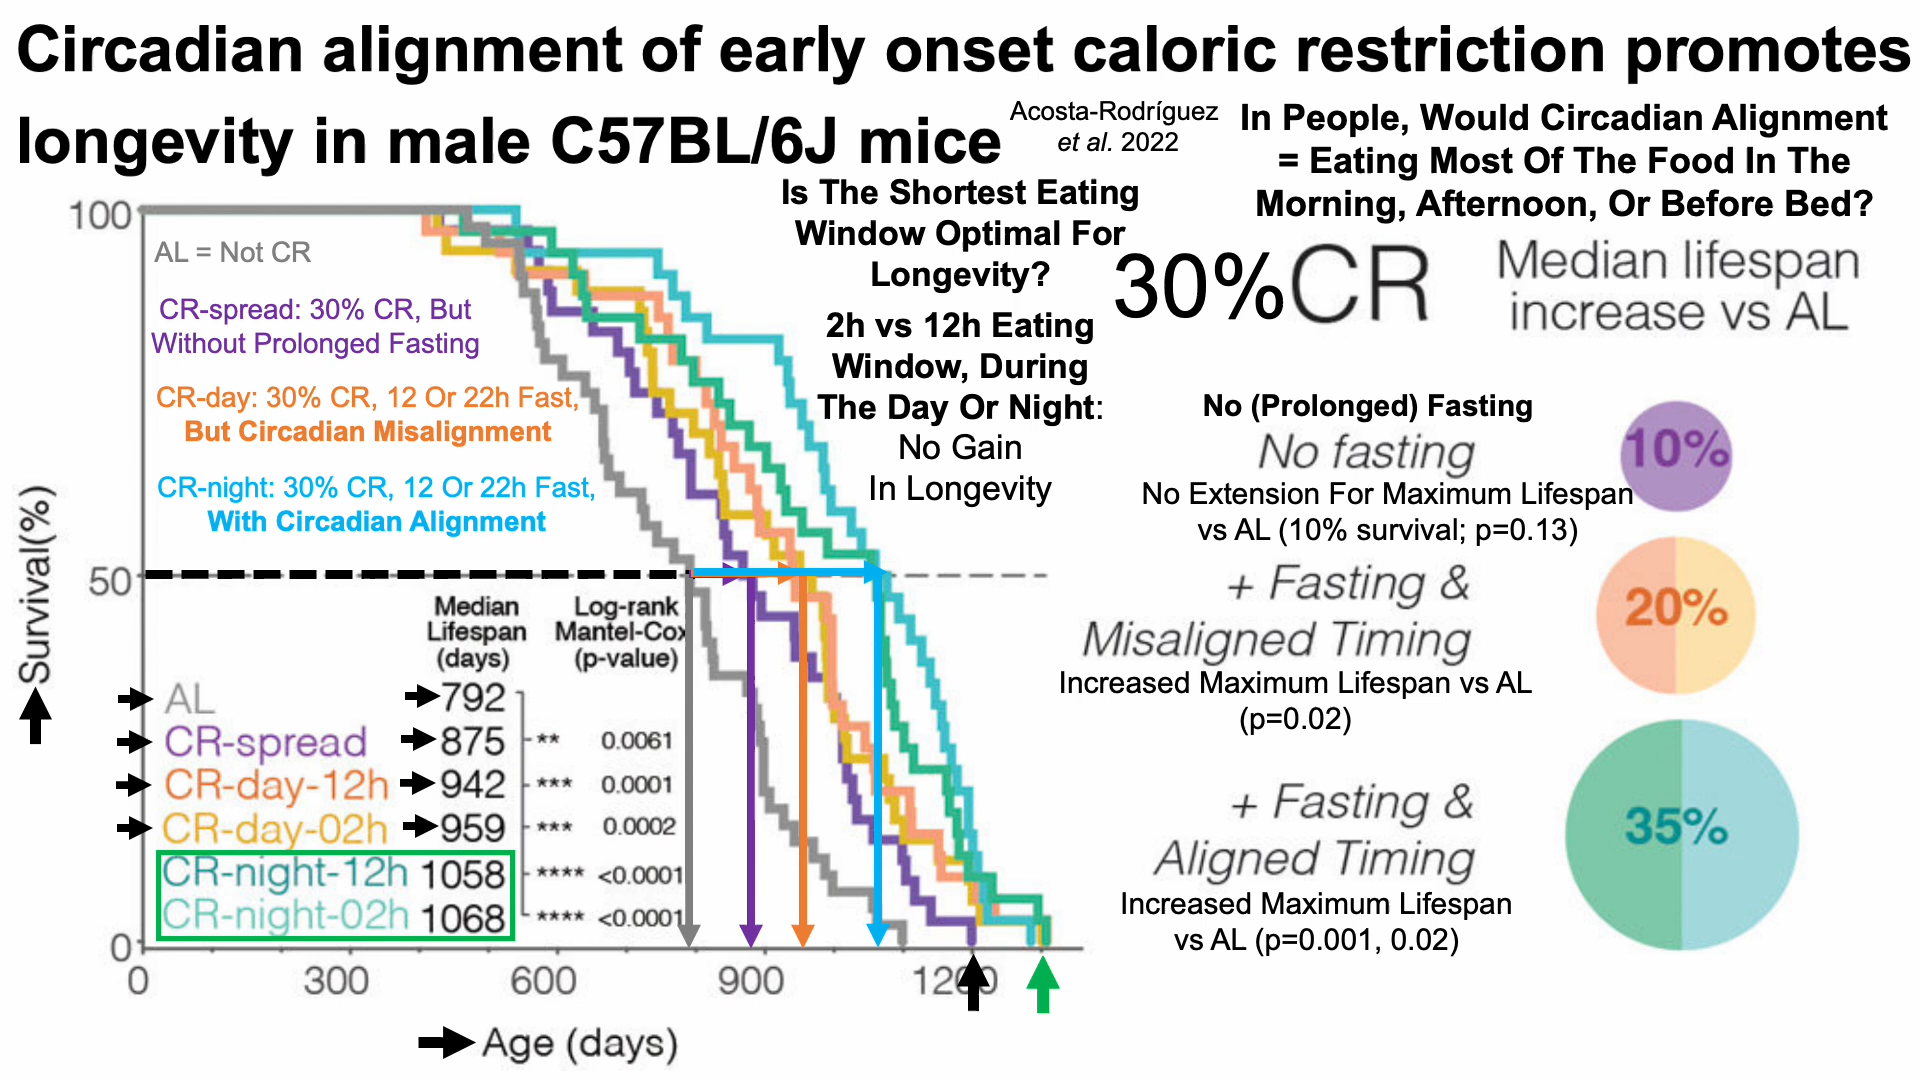 Circadian alignment of early onset caloric restriction promotes
longevity in male C57BL/6J mice
Acosta-Rodríguez
et al. 2022
In People, Would Circadian Alignment
= Eating Most Of The Food In The
Morning, Afternoon, Or Before Bed?
Is The Shortest Eating
Window Optimal For
Longevity?
2h vs 12h Eating
Window, During
The Day Or Night:
No Gain
In Longevity
100
50
0
Survival(%)
AL = Not CR
CR-spread: 30% CR, But
Without Prolonged Fasting
CR-day: 30% CR, 12 Or 22h Fast,
But Circadian Misalignment
CR-night: 30% CR, 12 Or 22h Fast,
With Circadian Alignment
Median
Lifespan
(days)
Log-rank
Mantel-Cox
(p-value)
AL 792
CR-spread 875 ** 0.0061
CR-day-12h 942 *** 0.0001
CR-day-02h 959 *** 0.0002
CR-night-12h 1058 **** <0.0001
CR-night-02h 1068 **** <0.0001
0 300 600 900 1200
Age (days)
30%CR
Median lifespan
increase vs AL
No (Prolonged) Fasting
No fasting
10%
No Extension For Maximum Lifespan
vs AL (10% survival; p=0.13)
+ Fasting &
Misaligned Timing
20%
Increased Maximum Lifespan vs AL
(p=0.02)
+ Fasting &
Aligned Timing
35%
Increased Maximum Lifespan
vs AL (p=0.001, 0.02)